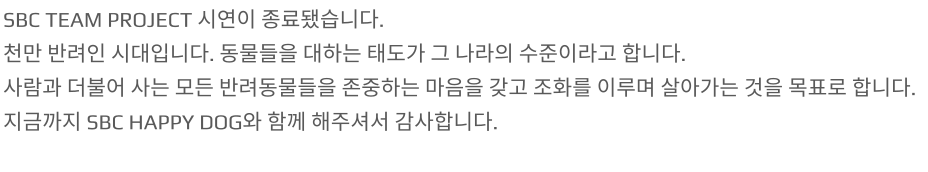 SBC TEAM PROJECT 시연이 종료됐습니다.
천만 반려인 시대입니다. 동물들을 대하는 태도가 그 나라의 수준이라고 합니다.
사람과 더불어 사는 모든 반려동물들을 존중하는 마음을 갖고 조화를 이루며 살아가는 것을 목표로 합니다.
지금까지 SBC HAPPY DOG와 함께 해주셔서 감사합니다.